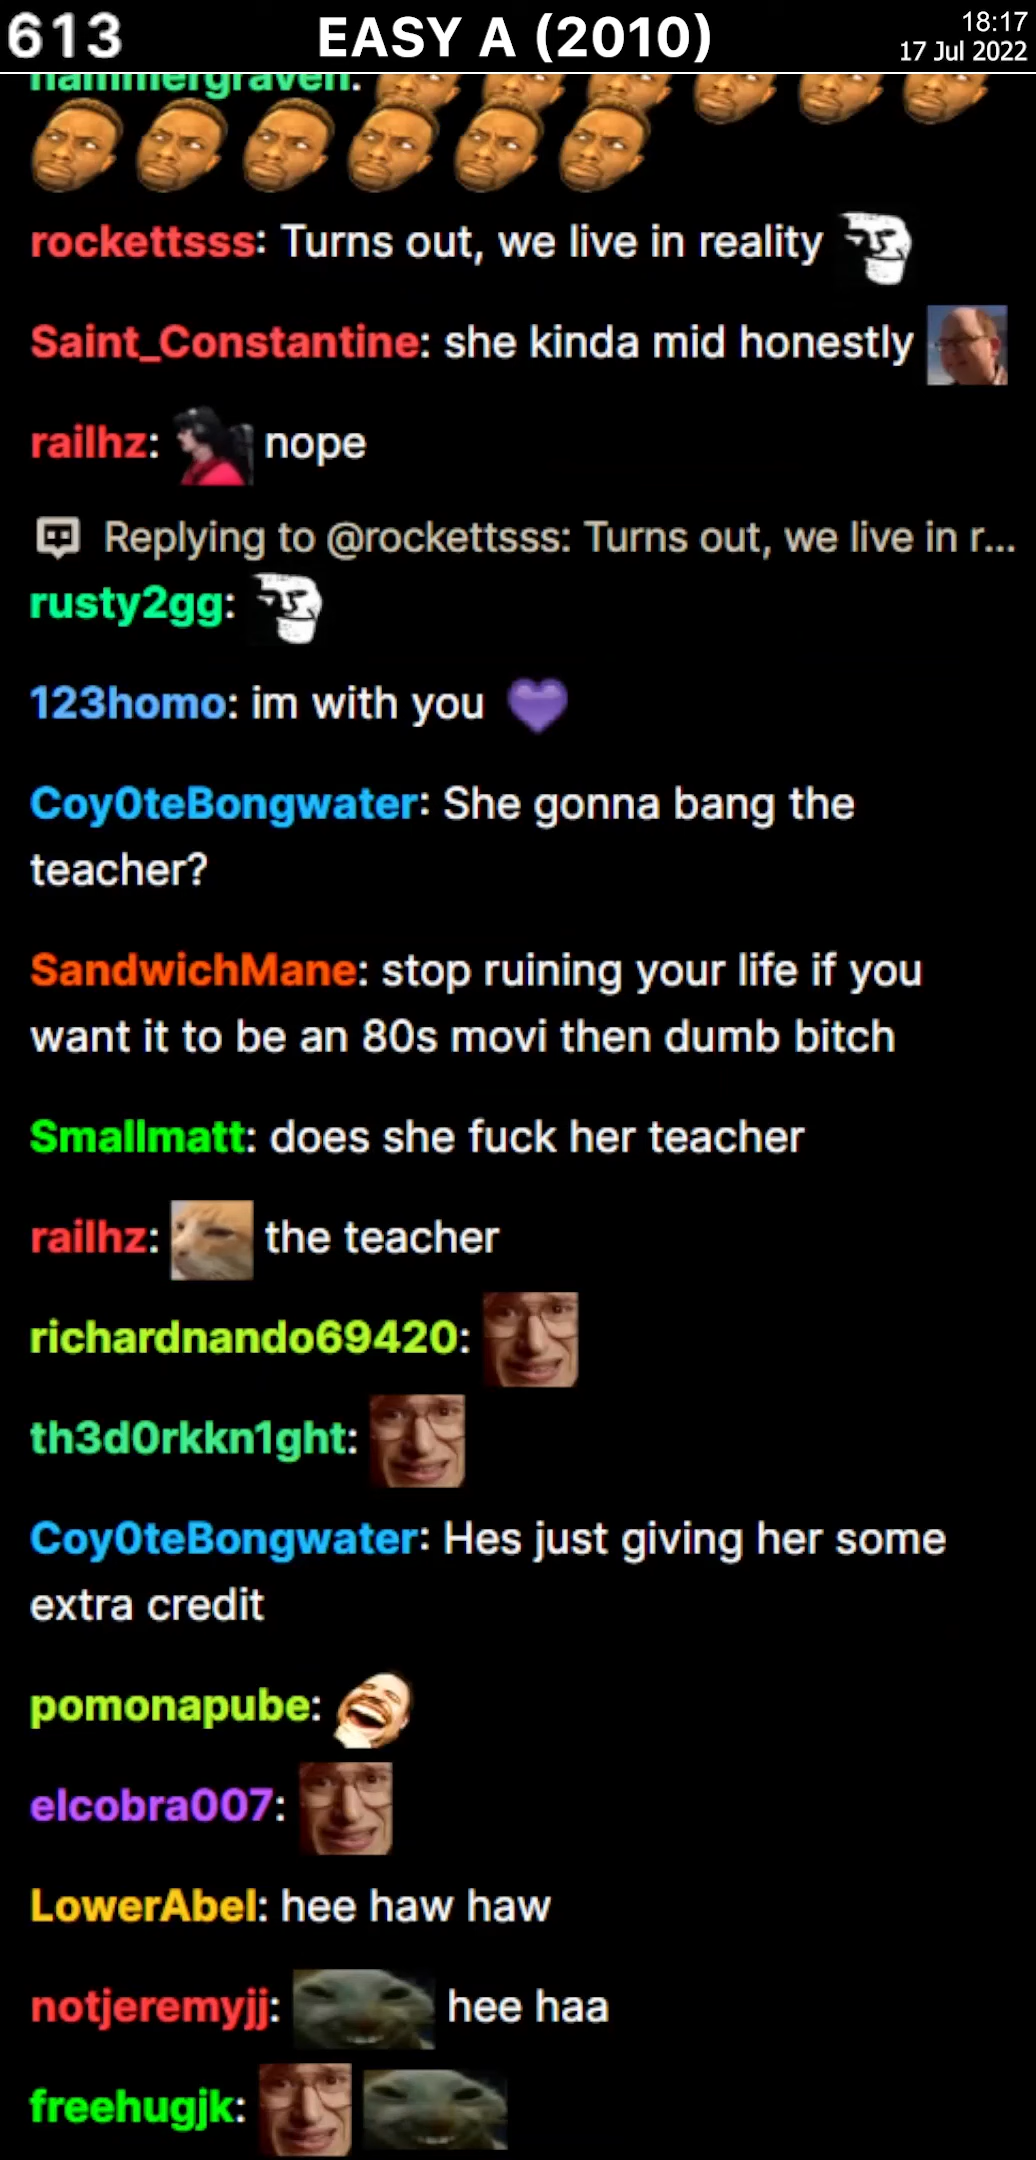 613
EASY A (2010)
18:17
17 Jul 2022
hammergraven:
rockettsss: Turns out, we live in reality
Saint_Constantine: she kinda mid honestly
railhz: nope
Replying to @rockettsss: Turns out, we live in r...
rusty2gg:
123homo: im with you 💜
Coy0teBongwater: She gonna bang the
teacher?
SandwichMane: stop ruining your life if you
want it to be an 80s movi then dumb bitch
Smallmatt: does she fuck her teacher
railhz: the teacher
richardnando69420:
th3d0rkkn1ght:
Coy0teBongwater: Hes just giving her some
extra credit
pomonapube:
elcobra007:
LowerAbel: hee haw haw
notjeremyjj: hee haa
freehugjk: